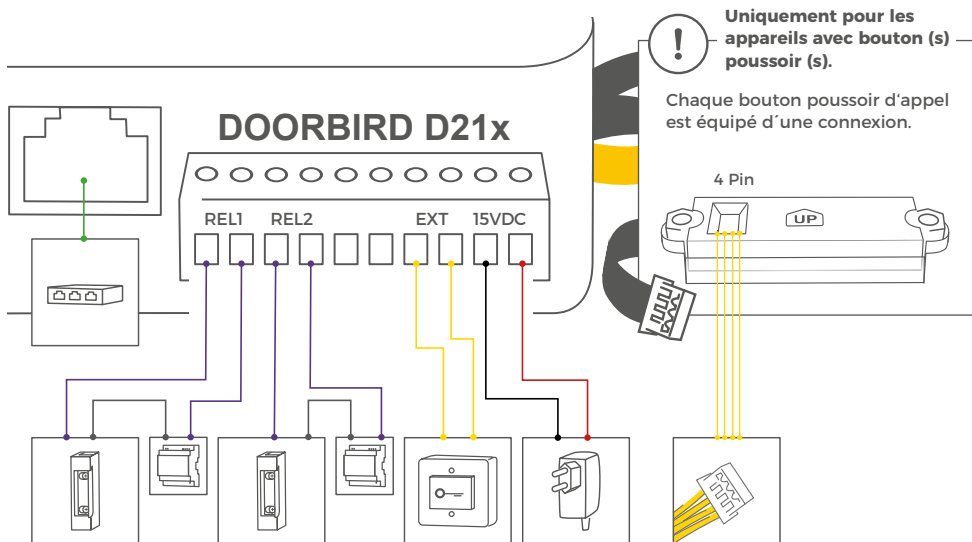 Uniquement pour les
appareils avec bouton (s)
poussoir (s).
Chaque bouton poussoir d'appel
est équipé d´une connexion.
DOORBIRD D21x
4 Pin
UP
REL1 REL2 EXT 15VDC